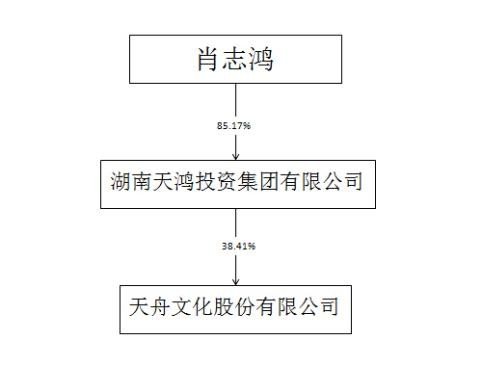 肖志鸿
85.17%
湖南天鸿投资集团有限公司
38.41%
天舟文化股份有限公司